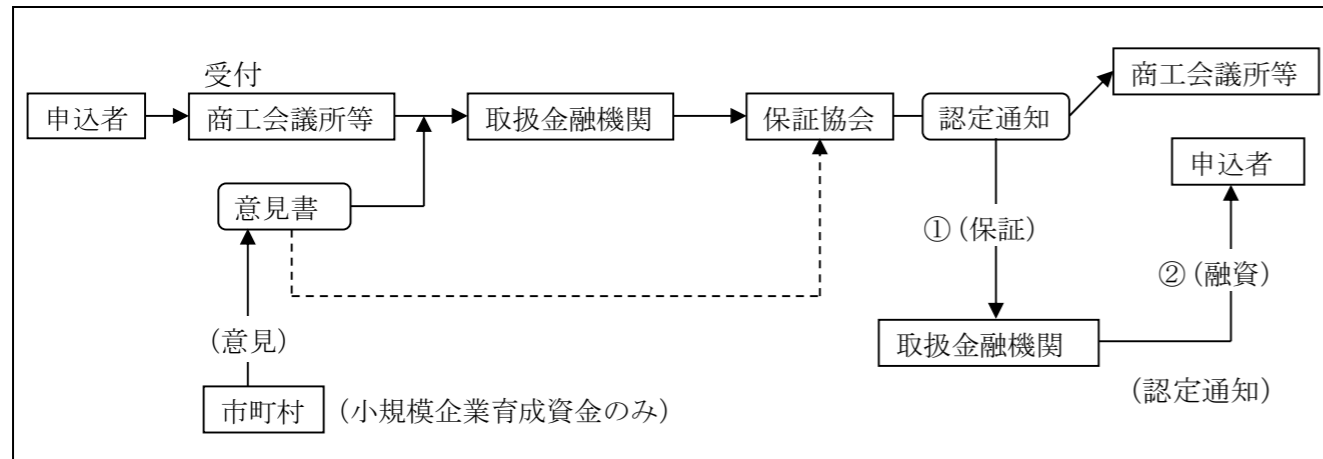 受付
商工会議所等
申込者
商工会議所等
取扱金融機関
保証協会
認定通知
申込者
意見書
①(保証)
②(融資)
(意見)
取扱金融機関
市町村
(小規模企業育成資金のみ)
(認定通知)